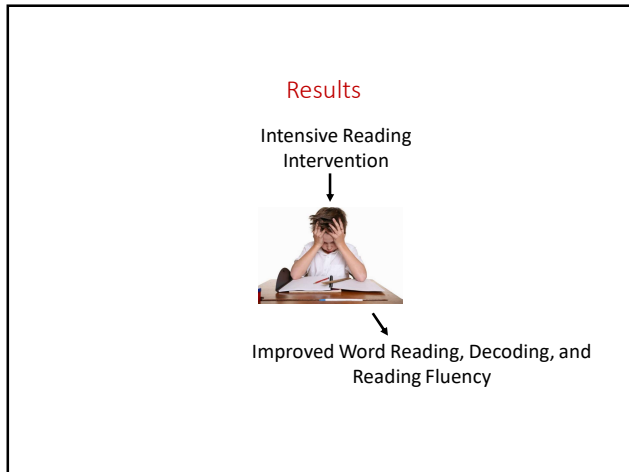 Results
Intensive Reading
Intervention
Improved Word Reading, Decoding, and
Reading Fluency